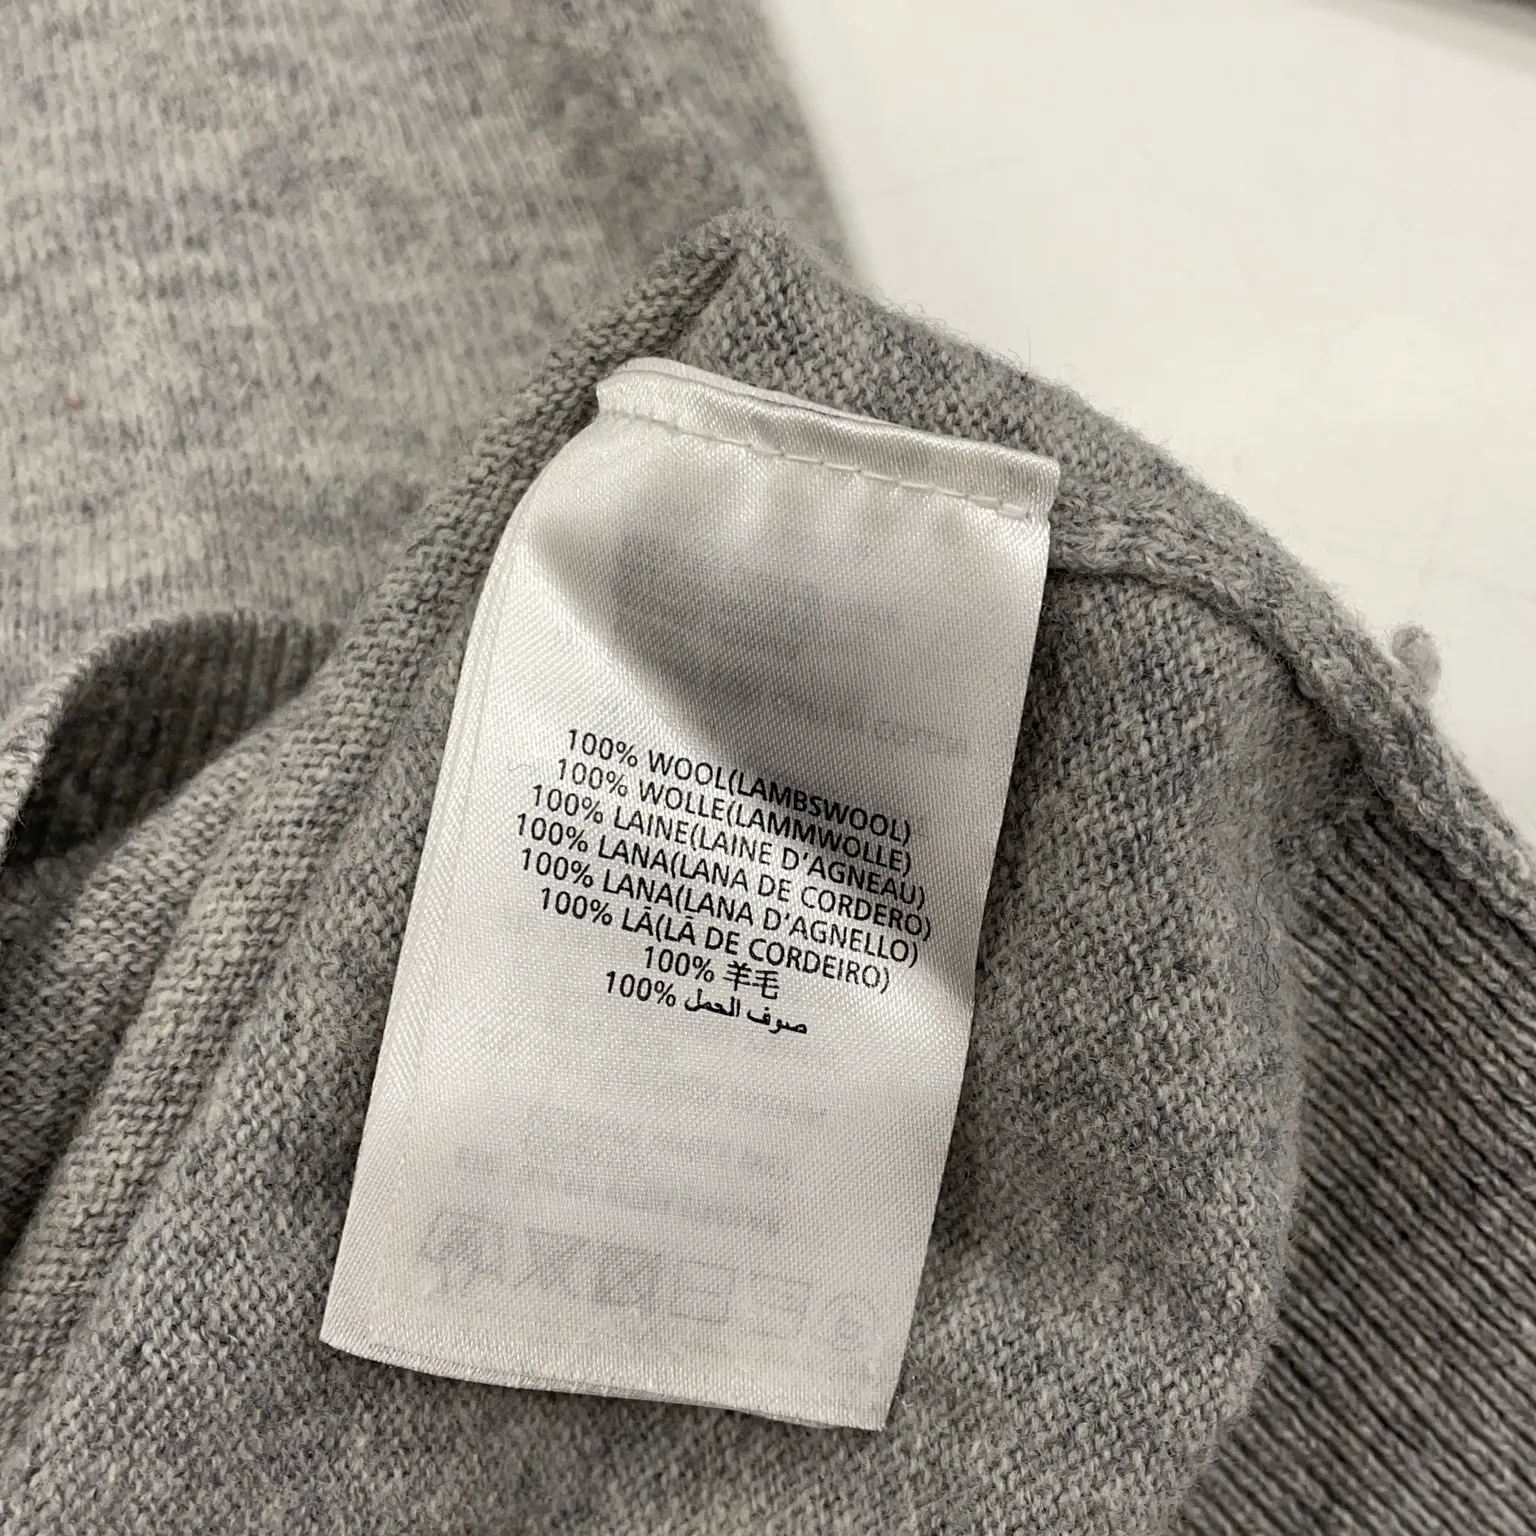 100% WOOL(LAMBSWOOL)
100% WOLLE(LAMMWOLLE)
100% LAINE(LAINE D'AGNEAU)
100% LANA(LANA DE CORDERO)
100% LANA(LANA D'AGNELLO)
100% LÃ(LÃ DE CORDEIRO)
100% 羊毛
100% صوف الحمل